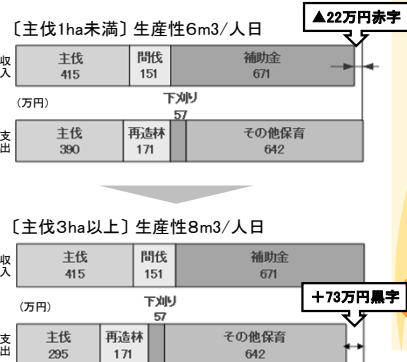 ▲22万円赤字
〔主伐1ha未満〕生産性6m3/人日
収入
主伐 間伐 補助金
415 151 671
(万円)
下刈り
57
支出
主伐 再造林 その他保育
390 171 642
〔主伐3ha以上〕生産性8m3/人日
収入
主伐 間伐 補助金
415 151 671
+73万円黒字
(万円)
下刈り
57
支出
主伐 再造林 その他保育
295 171 642